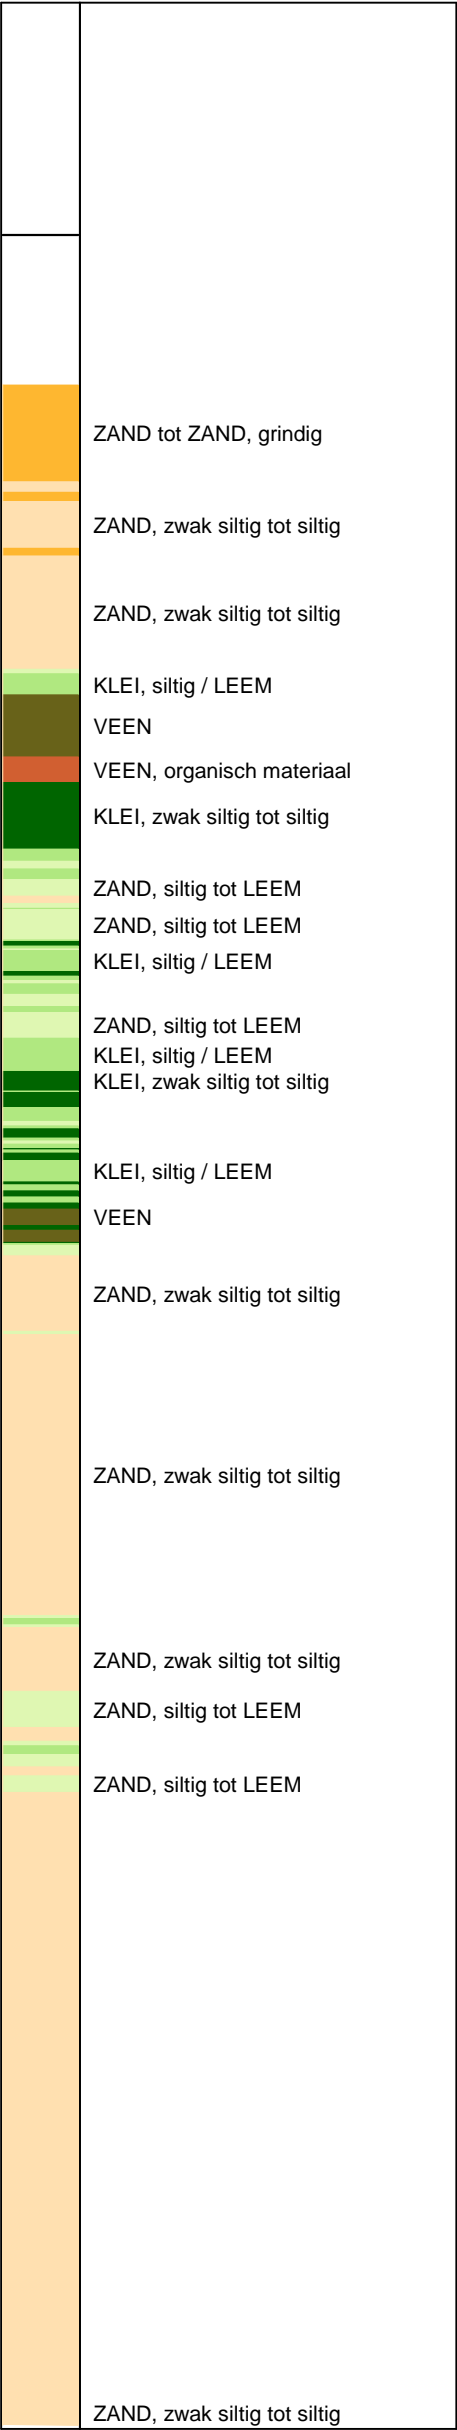 ZAND tot ZAND, grindig
ZAND, zwak siltig tot siltig
ZAND, zwak siltig tot siltig
KLEI, siltig / LEEM
VEEN
VEEN, organisch materiaal
KLEI, zwak siltig tot siltig
ZAND, siltig tot LEEM
ZAND, siltig tot LEEM
KLEI, siltig / LEEM
ZAND, siltig tot LEEM
KLEI, siltig / LEEM
KLEI, zwak siltig tot siltig
KLEI, siltig / LEEM
VEEN
ZAND, zwak siltig tot siltig
ZAND, zwak siltig tot siltig
ZAND, zwak siltig tot siltig
ZAND, siltig tot LEEM
ZAND, siltig tot LEEM
ZAND, zwak siltig tot siltig